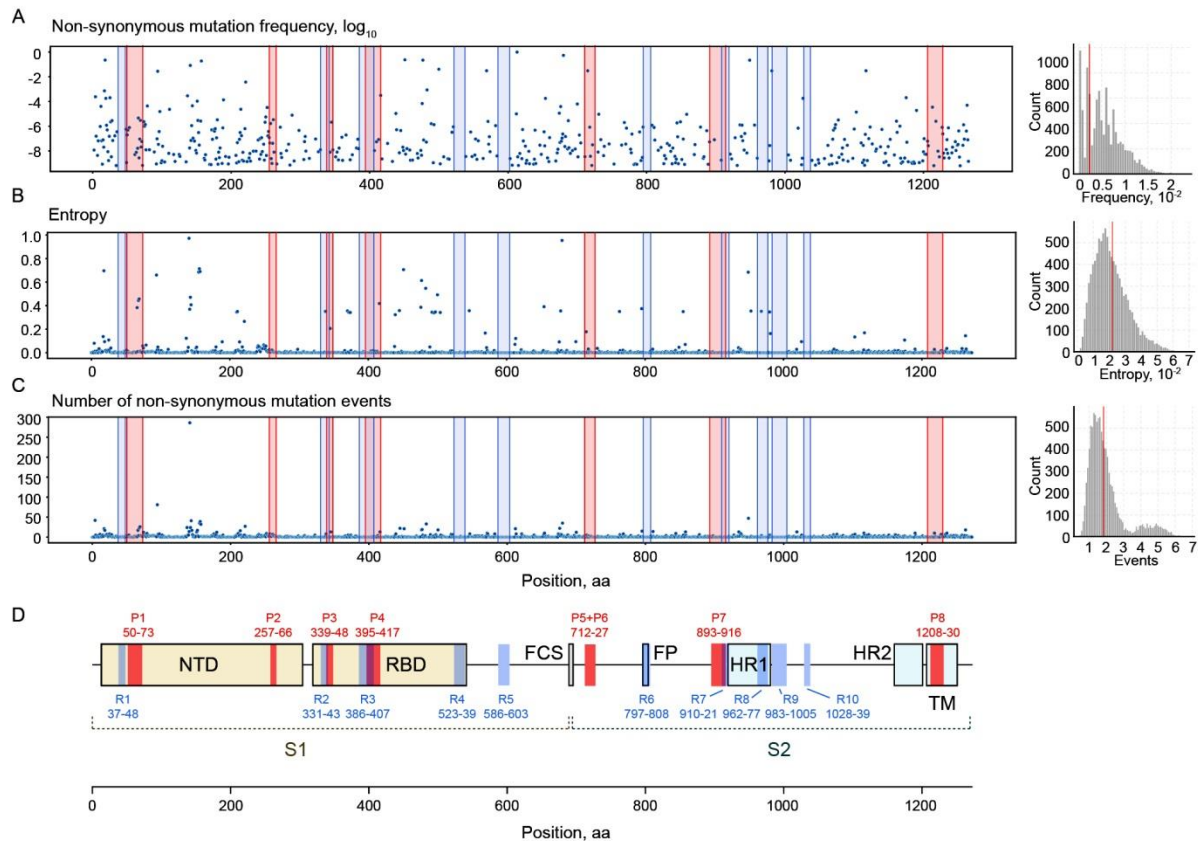 A
Non-synonymous mutation frequency, log10
0
-2
-4
-6
-8
0 200 400 600 800 1000 1200
1000
800
600
400
200
0
Count
0 0.5 1 1.5 2
Frequency, 10-2
B
Entropy
1.0
0.8
0.6
0.4
0.2
0.0
0 200 400 600 800 1000 1200
500
400
300
200
100
0
Count
0 1 2 3 4 5 6 7
Entropy, 10-2
C
Number of non-synonymous mutation events
300
250
200
150
100
50
0
0 200 400 600 800 1000 1200
Position, aa
500
400
300
200
100
0
Count
1 2 3 4 5 6 7
Events
D
P1 P2 P3 P4 P5+P6 P7 P8
50-73 257-66 339-48 395-417 712-27 893-916 1208-30
NTD RBD FCS FP HR1 HR2
TM
R1 R2 R3 R4 R5 R6 R7 R8 R9 R10
37-48 331-43 386-407 523-39 586-603 797-808 910-21 962-77 983-1005 1028-39
S1 S2
0 200 400 600 800 1000 1200
Position, aa